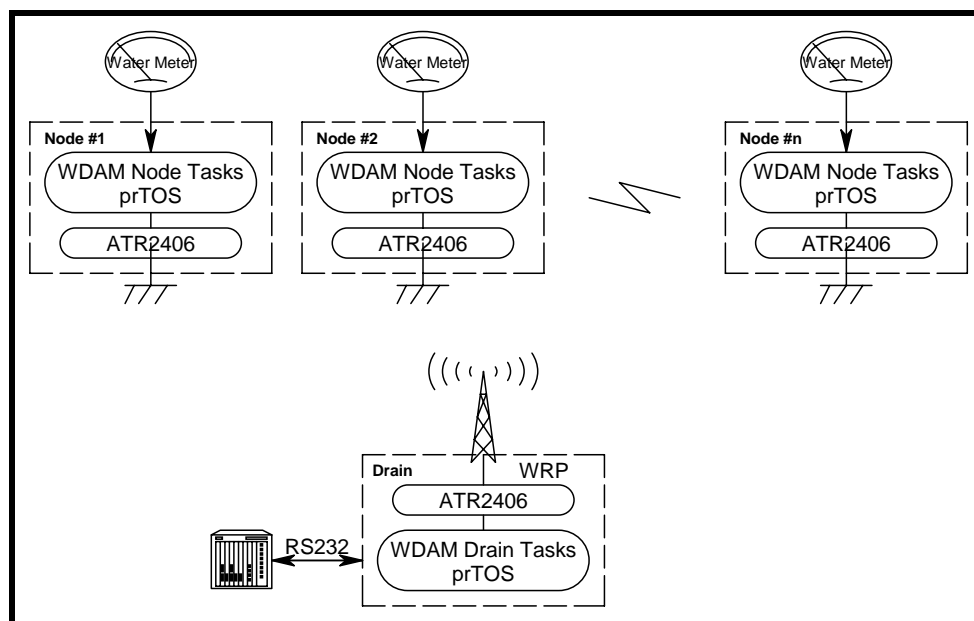 Water Meter
Water Meter
Water Meter
Node #1
Node #2
Node #n
WDAM Node Tasks
prTOS
WDAM Node Tasks
prTOS
WDAM Node Tasks
prTOS
ATR2406
ATR2406
ATR2406
Drain
WRP
ATR2406
RS232
WDAM Drain Tasks
prTOS